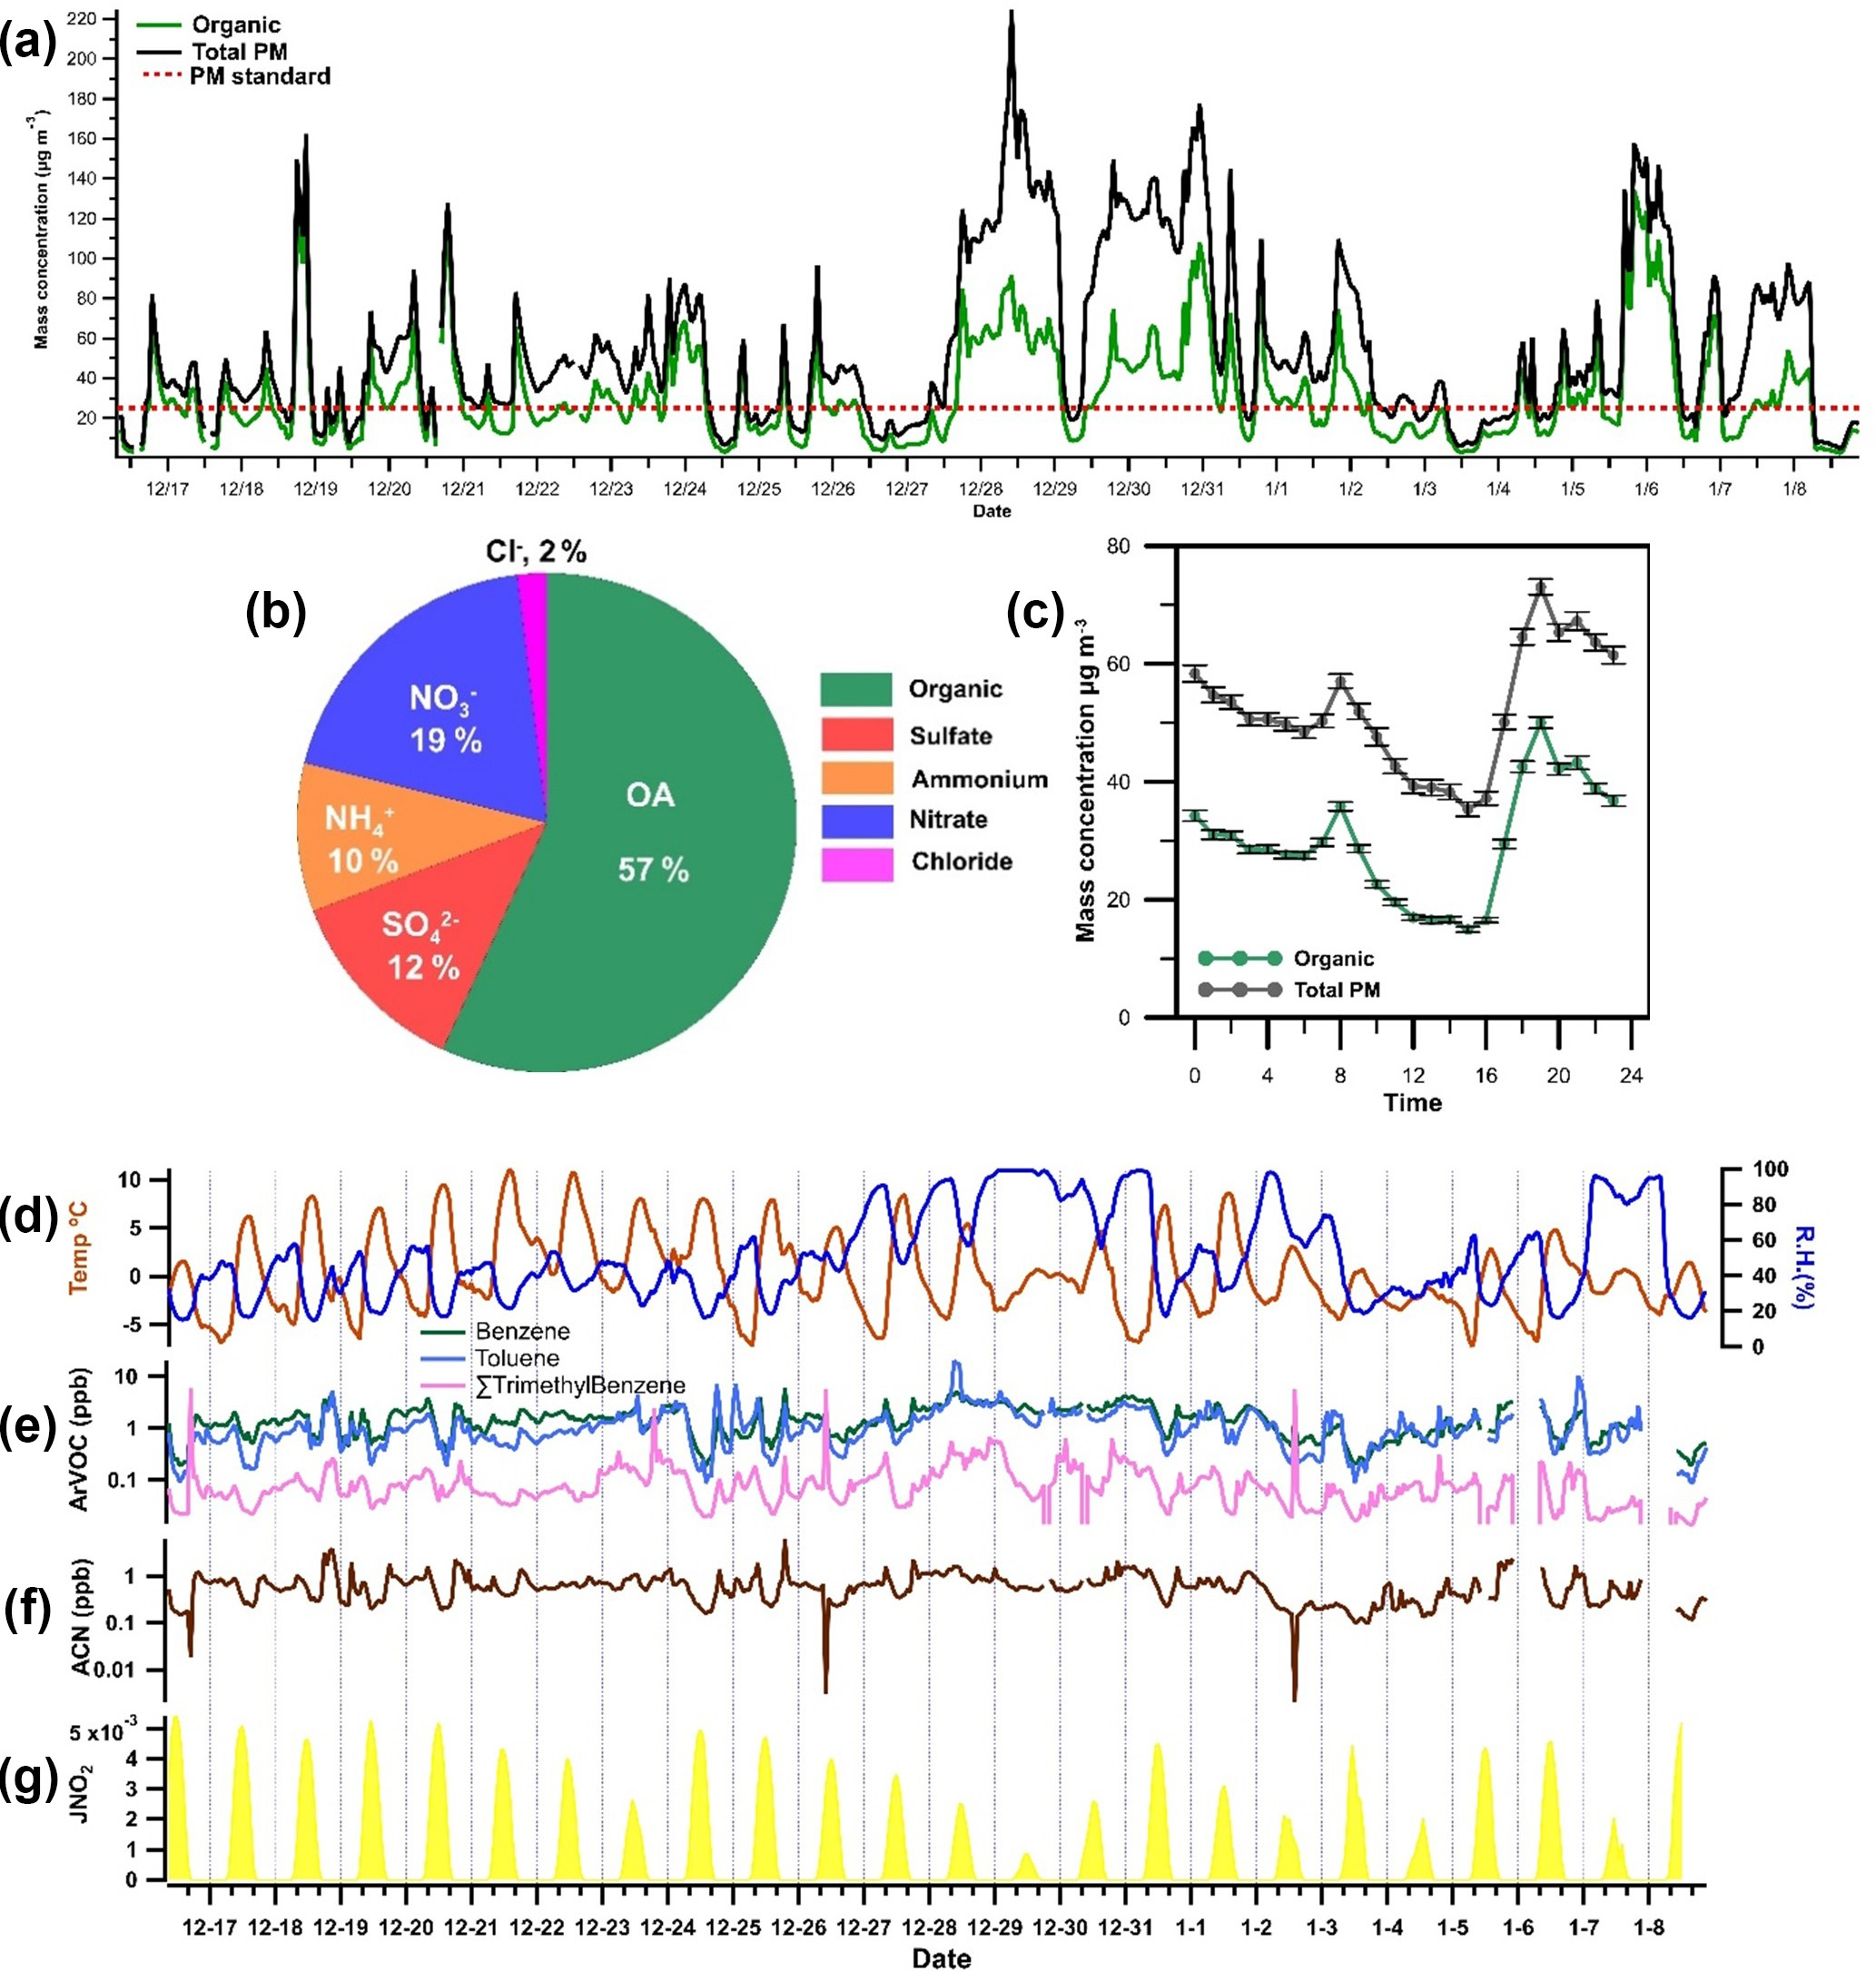 (a)
Organic
Total PM
PM standard
220
200
180
160
140
120
100
80
60
40
20
Mass concentration (µg m⁻³)
12/17 12/18 12/19 12/20 12/21 12/22 12/23 12/24 12/25 12/26 12/27 12/28 12/29 12/30 12/31 1/1 1/2 1/3 1/4 1/5 1/6 1/7 1/8
Date
(b)
Cl⁻, 2 %
NO₃⁻
19 %
NH₄⁺
10 %
SO₄²⁻
12 %
OA
57 %
Organic
Sulfate
Ammonium
Nitrate
Chloride
(c)
Mass concentration µg m⁻³
80
60
40
20
0
Organic
Total PM
0 4 8 12 16 20 24
Time
(d)
Temp ºC
10
5
0
-5
100
80
60
40
20
0
R.H.(%)
Benzene
Toluene
∑TrimethylBenzene
(e)
ArVOC (ppb)
10
1
0.1
(f)
ACN (ppb)
1
0.1
0.01
(g)
JNO₂
5 x10⁻³
4
3
2
1
0
12-17 12-18 12-19 12-20 12-21 12-22 12-23 12-24 12-25 12-26 12-27 12-28 12-29 12-30 12-31 1-1 1-2 1-3 1-4 1-5 1-6 1-7 1-8
Date